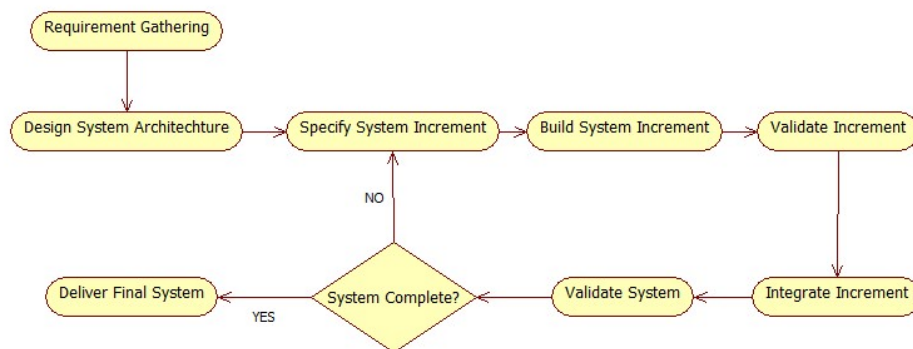 Requirement Gathering
Design System Architechture
Specify System Increment
Build System Increment
Validate Increment
NO
Deliver Final System
System Complete?
Validate System
Integrate Increment
YES